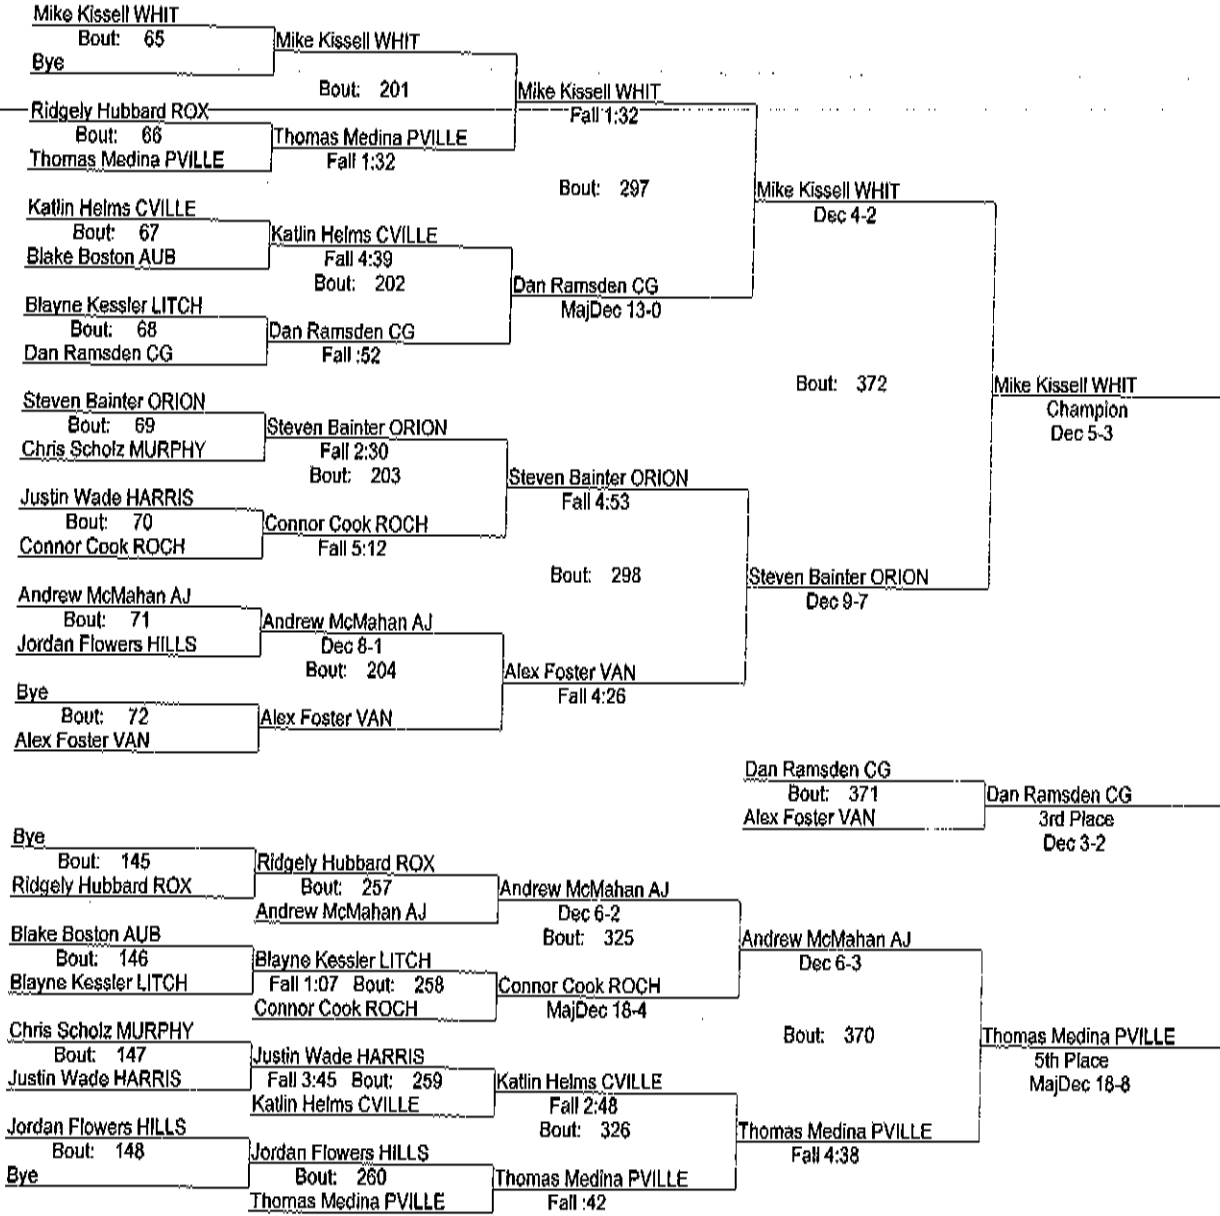 Mike Kissell WHIT
Bout: 65
Bye
Mike Kissell WHIT
Bout: 201
Ridgely Hubbard ROX
Bout: 66
Thomas Medina PVILLE
Thomas Medina PVILLE
Fall 1:32
Mike Kissell WHIT
Fall 1:32
Bout: 297
Katlin Helms CVILLE
Bout: 67
Blake Boston AUB
Katlin Helms CVILLE
Fall 4:39
Bout: 202
Blayne Kessler LITCH
Bout: 68
Dan Ramsden CG
Dan Ramsden CG
Fall :52
Dan Ramsden CG
MajDec 13-0
Mike Kissell WHIT
Dec 4-2
Bout: 372
Mike Kissell WHIT
Champion
Dec 5-3
Steven Bainter ORION
Bout: 69
Chris Scholz MURPHY
Steven Bainter ORION
Fall 2:30
Bout: 203
Justin Wade HARRIS
Bout: 70
Connor Cook ROCH
Connor Cook ROCH
Fall 5:12
Steven Bainter ORION
Fall 4:53
Bout: 298
Steven Bainter ORION
Dec 9-7
Andrew McMahan AJ
Bout: 71
Jordan Flowers HILLS
Andrew McMahan AJ
Dec 8-1
Bout: 204
Bye
Bout: 72
Alex Foster VAN
Alex Foster VAN
Alex Foster VAN
Fall 4:26
Dan Ramsden CG
Bout: 371
Alex Foster VAN
Dan Ramsden CG
3rd Place
Dec 3-2
Bye
Bout: 145
Ridgely Hubbard ROX
Ridgely Hubbard ROX
Bout: 257
Andrew McMahan AJ
Andrew McMahan AJ
Dec 6-2
Bout: 325
Blake Boston AUB
Bout: 146
Blayne Kessler LITCH
Blayne Kessler LITCH
Fall 1:07 Bout: 258
Connor Cook ROCH
Connor Cook ROCH
MajDec 18-4
Andrew McMahan AJ
Dec 6-3
Bout: 370
Chris Scholz MURPHY
Bout: 147
Justin Wade HARRIS
Justin Wade HARRIS
Fall 3:45 Bout: 259
Katlin Helms CVILLE
Katlin Helms CVILLE
Fall 2:48
Bout: 326
Jordan Flowers HILLS
Bout: 148
Bye
Jordan Flowers HILLS
Bout: 260
Thomas Medina PVILLE
Thomas Medina PVILLE
Fall :42
Thomas Medina PVILLE
Fall 4:38
Thomas Medina PVILLE
5th Place
MajDec 18-8